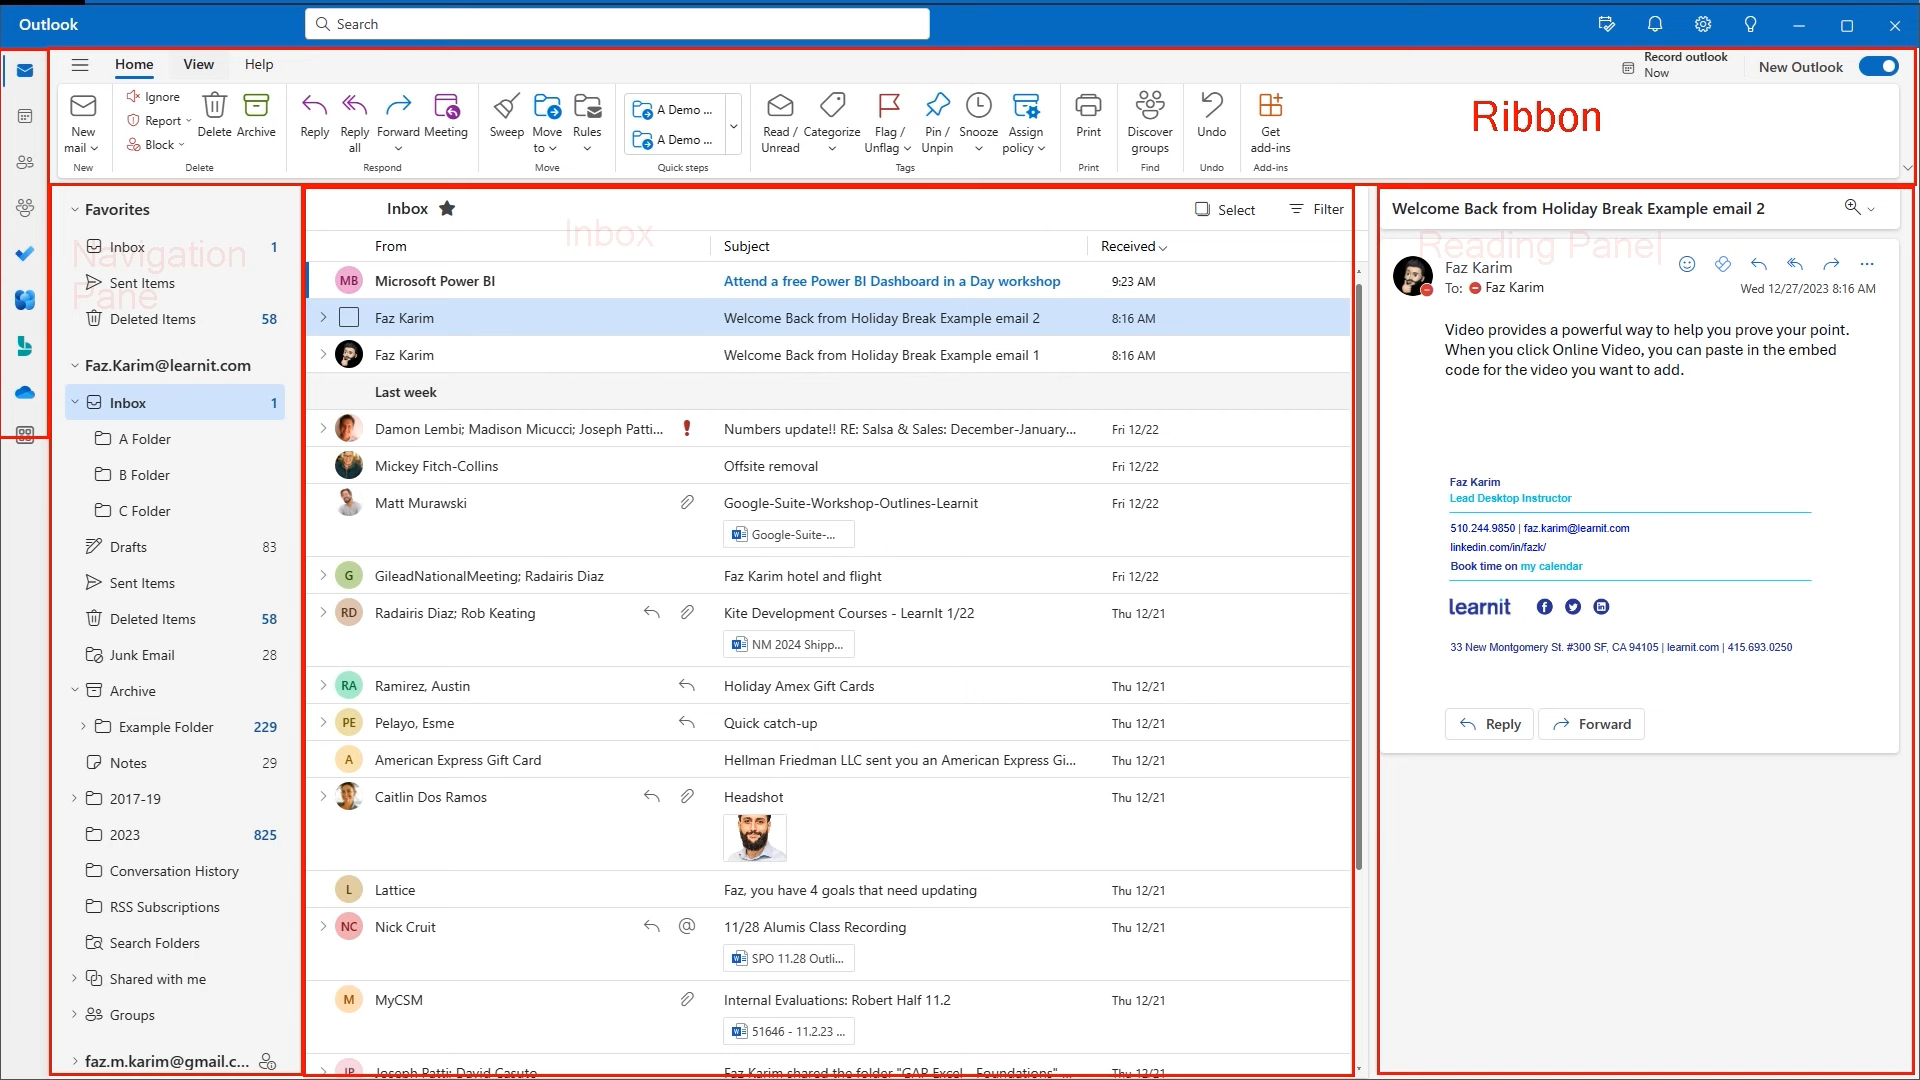 Outlook
Search
Home View Help
Record outlook
Now
New Outlook
New mail
Ignore
Report
Block
Delete
Archive
Reply
Reply all
Forward
Meeting
Sweep
Move to
Rules
A Demo ...
A Demo ...
Read / Unread
Categorize
Flag / Unflag
Pin / Unpin
Snooze
Assign policy
Print
Discover groups
Undo
Get add-ins
New Delete Respond Move Quick steps Tags Print Find Undo Add-ins
Ribbon
Navigation Pane
Favorites
Inbox 1
Sent Items
Deleted Items 58
Faz.Karim@learnit.com
Inbox 1
A Folder
B Folder
C Folder
Drafts 83
Sent Items
Deleted Items 58
Junk Email 28
Archive
Example Folder 229
Notes 29
2017-19
2023 825
Conversation History
RSS Subscriptions
Search Folders
Shared with me
Groups
faz.m.karim@gmail.c...
Inbox
Inbox
Select
Filter
From Subject Received
MB Microsoft Power BI Attend a free Power BI Dashboard in a Day workshop 9:23 AM
Faz Karim Welcome Back from Holiday Break Example email 2 8:16 AM
Faz Karim Welcome Back from Holiday Break Example email 1 8:16 AM
Last week
Damon Lembi; Madison Micucci; Joseph Patti... Numbers update!! RE: Salsa & Sales: December-January... Fri 12/22
Mickey Fitch-Collins Offsite removal Fri 12/22
Matt Murawski Google-Suite-Workshop-Outlines-Learnit Fri 12/22
Google-Suite-...
G GileadNationalMeeting; Radairis Diaz Faz Karim hotel and flight Fri 12/22
RD Radairis Diaz; Rob Keating Kite Development Courses - LearnIt 1/22 Thu 12/21
NM 2024 Shipp...
RA Ramirez, Austin Holiday Amex Gift Cards Thu 12/21
PE Pelayo, Esme Quick catch-up Thu 12/21
A American Express Gift Card Hellman Friedman LLC sent you an American Express Gi... Thu 12/21
Caitlin Dos Ramos Headshot Thu 12/21
L Lattice Faz, you have 4 goals that need updating Thu 12/21
NC Nick Cruit @ 11/28 Alumis Class Recording Thu 12/21
SPO 11.28 Outli...
M MyCSM Internal Evaluations: Robert Half 11.2 Thu 12/21
51646 - 11.2.23 ...
JP Joseph Patti; David Casuto Faz Karim shared the folder "GAP Excel - Foundations" ... Thu 12/21
Welcome Back from Holiday Break Example email 2
Reading Panel
Faz Karim
To: Faz Karim
Wed 12/27/2023 8:16 AM
Video provides a powerful way to help you prove your point.
When you click Online Video, you can paste in the embed
code for the video you want to add.
Faz Karim
Lead Desktop Instructor
510.244.9850 | faz.karim@learnit.com
linkedin.com/in/fazk/
Book time on my calendar
learnit
33 New Montgomery St. #300 SF, CA 94105 | learnit.com | 415.693.0250
Reply
Forward